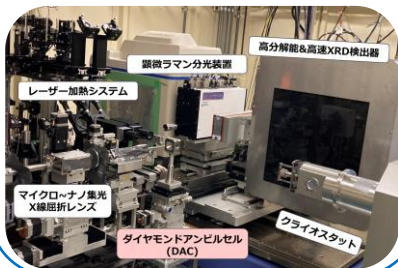 顕微ラマン分光装置
高分解能&高速XRD検出器
レーザー加熱システム
マイクロ~ナノ集光
X線屈折レンズ
クライオスタット
ダイヤモンドアンビルセル
(DAC)